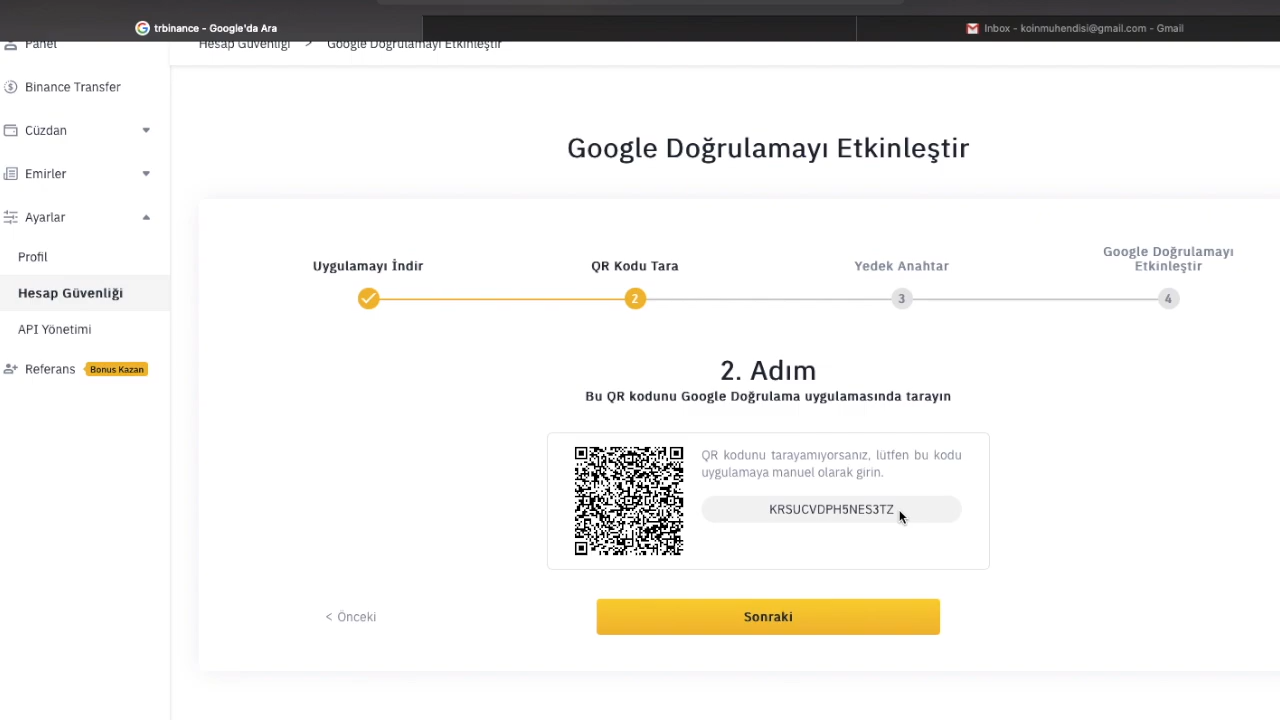 trbinance - Google'da Ara
Inbox - koinmuhendisi@gmail.com - Gmail
Panel
Hesap Güvenliği > Google Doğrulamayı Etkinleştir
Binance Transfer
Cüzdan
Emirler
Ayarlar
Profil
Hesap Güvenliği
API Yönetimi
Referans Bonus Kazan
Google Doğrulamayı Etkinleştir
Uygulamayı İndir
QR Kodu Tara
Yedek Anahtar
Google Doğrulamayı
Etkinleştir
2
3
4
2. Adım
Bu QR kodunu Google Doğrulama uygulamasında tarayın
QR kodunu tarayamıyorsanız, lütfen bu kodu
uygulamaya manuel olarak girin.
KRSUCVDPH5NES3TZ
< Önceki
Sonraki